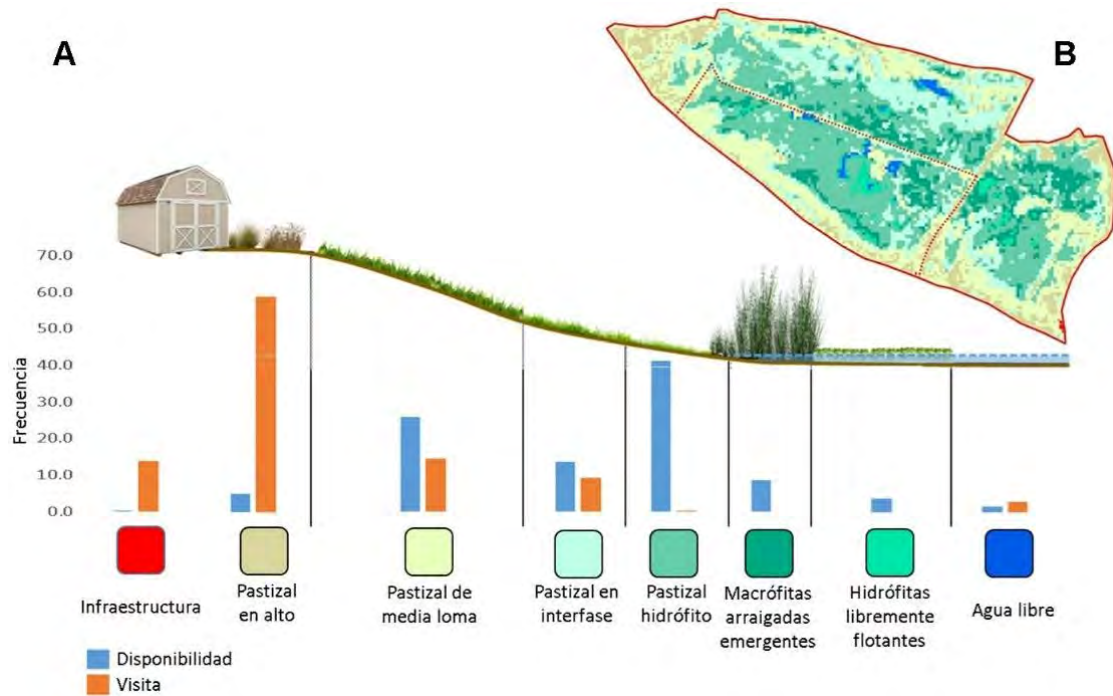 A
B
70.0
60.0
50.0
40.0
30.0
20.0
10.0
0.0
Frecuencia
Infraestructura
Pastizal
en alto
Pastizal de
media loma
Pastizal en
interfase
Pastizal
hidrófito
Macrófitas
arraigadas
emergentes
Hidrófitas
libremente
flotantes
Agua libre
Disponibilidad
Visita